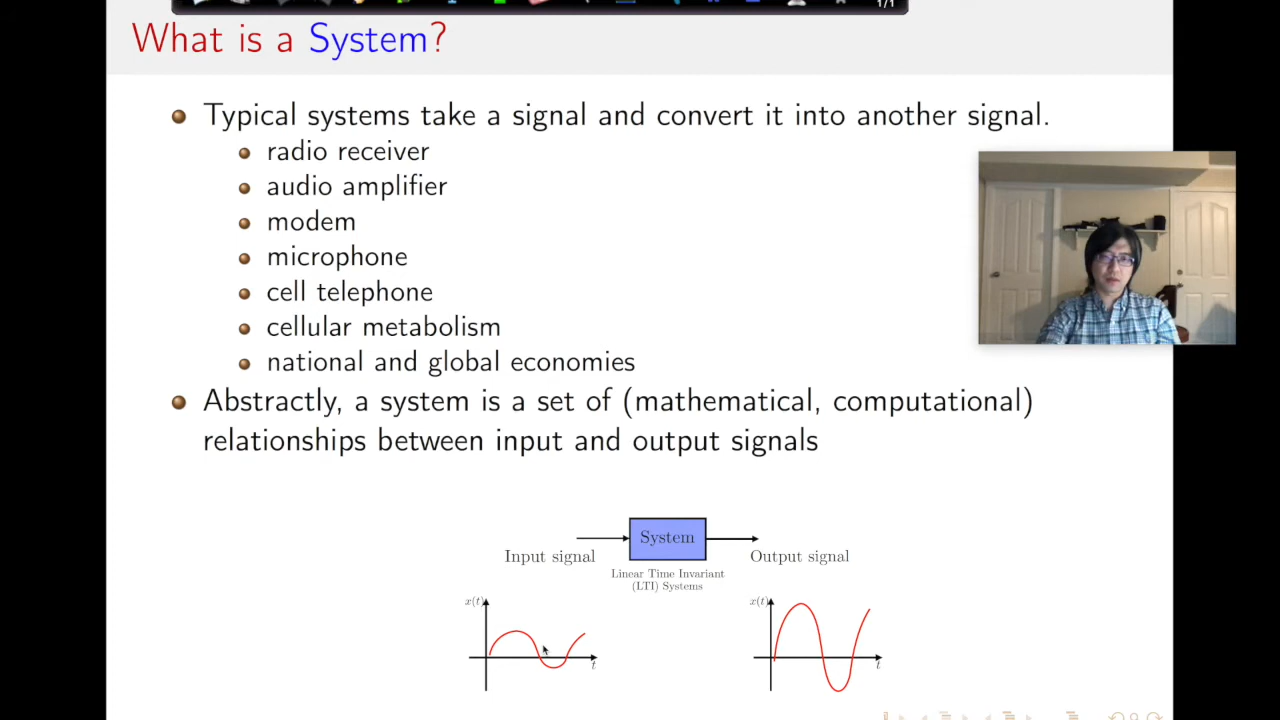 1/1
What is a System?
Typical systems take a signal and convert it into another signal.
radio receiver
audio amplifier
modem
microphone
cell telephone
cellular metabolism
national and global economies
Abstractly, a system is a set of (mathematical, computational)
relationships between input and output signals
System
Input signal
Output signal
Linear Time Invariant
(LTI) Systems
x(t)
t
x(t)
t